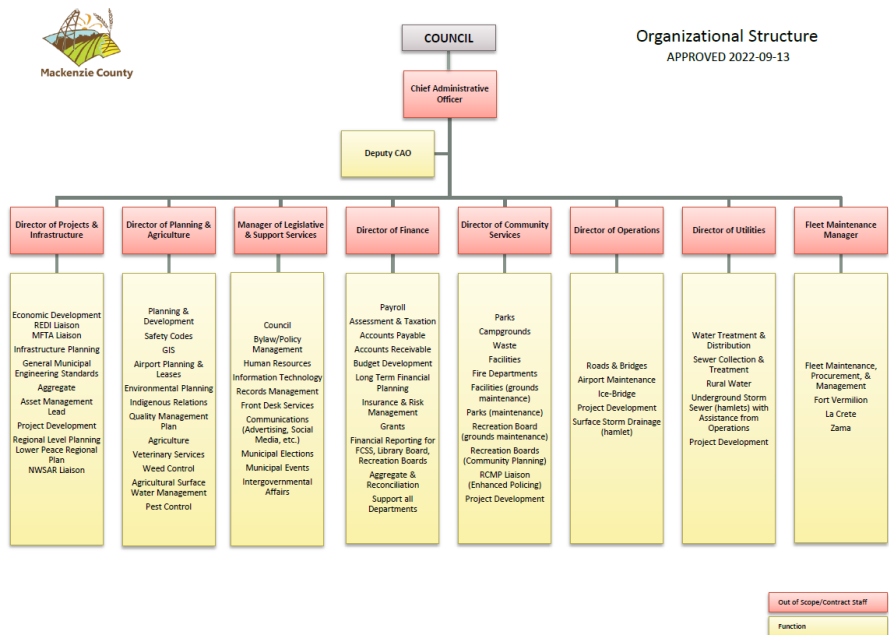 Mackenzie County
COUNCIL
Organizational Structure
APPROVED 2022-09-13
Chief Administrative
Officer
Deputy CAO
Director of Projects &
Infrastructure
Director of Planning &
Agriculture
Manager of Legislative
& Support Services
Director of Finance
Director of Community
Services
Director of Operations
Director of Utilities
Fleet Maintenance
Manager
Economic Development
REDI Liaison
MFTA Liaison
Infrastructure Planning
General Municipal
Engineering Standards
Aggregate
Asset Management
Lead
Project Development
Regional Level Planning
Lower Peace Regional
Plan
NWSAR Liaison
Planning &
Development
Safety Codes
GIS
Airport Planning &
Leases
Environmental Planning
Indigenous Relations
Quality Management
Plan
Agriculture
Veterinary Services
Weed Control
Agricultural Surface
Water Management
Pest Control
Council
Bylaw/Policy
Management
Human Resources
Information Technology
Records Management
Front Desk Services
Communications
(Advertising, Social
Media, etc.)
Municipal Elections
Municipal Events
Intergovernmental
Affairs
Payroll
Assessment & Taxation
Accounts Payable
Accounts Receivable
Budget Development
Long Term Financial
Planning
Insurance & Risk
Management
Grants
Financial Reporting for
FCSS, Library Board,
Recreation Boards
Aggregate &
Reconciliation
Support all
Departments
Parks
Campgrounds
Waste
Facilities
Fire Departments
Facilities (grounds
maintenance)
Parks (maintenance)
Recreation Board
(grounds maintenance)
Recreation Boards
(Community Planning)
RCMP Liaison
(Enhanced Policing)
Project Development
Roads & Bridges
Airport Maintenance
Ice-Bridge
Project Development
Surface Storm Drainage
(hamlet)
Water Treatment &
Distribution
Sewer Collection &
Treatment
Rural Water
Underground Storm
Sewer (hamlets) with
Assistance from
Operations
Project Development
Fleet Maintenance,
Procurement, &
Management
Fort Vermilion
La Crete
Zama
Out of Scope/Contract Staff
Function